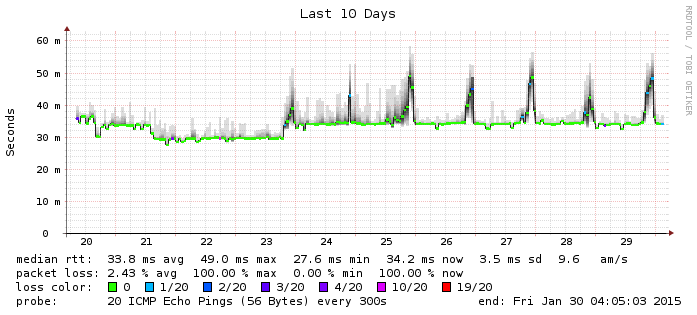 Last 10 Days
RRDTOOL / TOBI OETIKER
Seconds
60 m
50 m
40 m
30 m
20 m
10 m
0
20 21 22 23 24 25 26 27 28 29
median rtt: 33.8 ms avg 49.0 ms max 27.6 ms min 34.2 ms now 3.5 ms sd 9.6 am/s
packet loss: 2.43 % avg 100.00 % max 0.00 % min 100.00 % now
loss color: 0 1/20 2/20 3/20 4/20 10/20 19/20
probe: 20 ICMP Echo Pings (56 Bytes) every 300s end: Fri Jan 30 04:05:03 2015